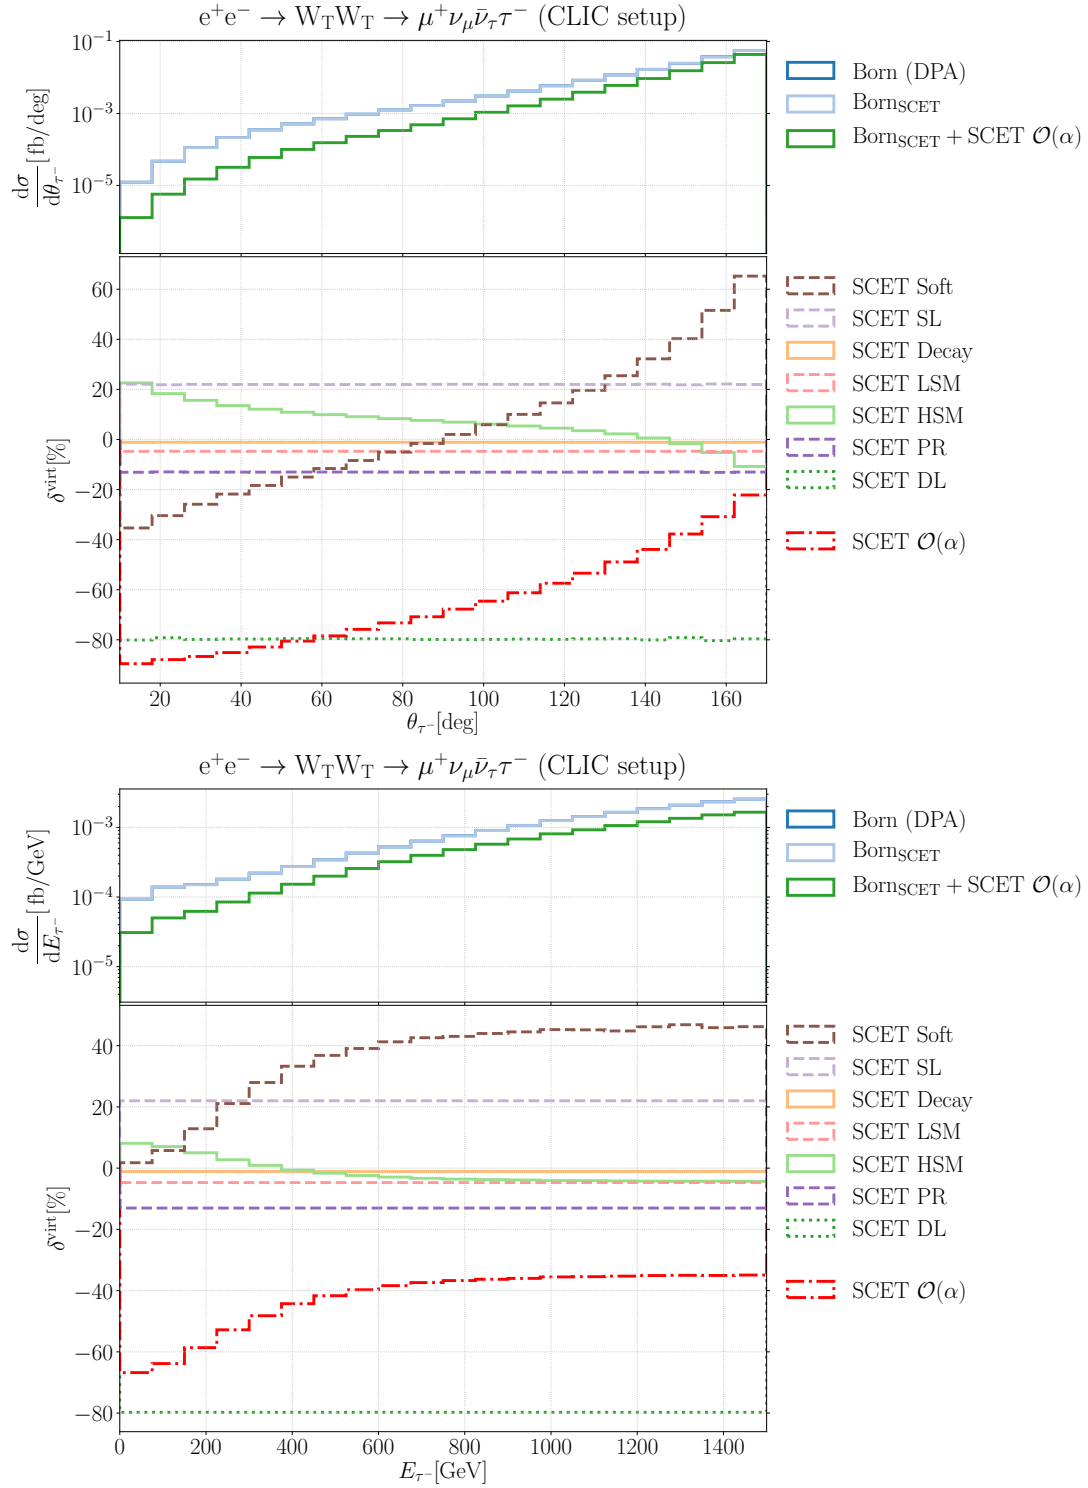 e⁺e⁻ → W_T W_T → μ⁺ν_μ ν̄_τ τ⁻ (CLIC setup)
10⁻¹
10⁻³
10⁻⁵
dσ/dθ_τ⁻ [fb/deg]
Born (DPA)
Born_SCET
Born_SCET + SCET 𝒪(α)
60
40
20
0
−20
−40
−60
−80
δ^virt[%]
SCET Soft
SCET SL
SCET Decay
SCET LSM
SCET HSM
SCET PR
SCET DL
SCET 𝒪(α)
20 40 60 80 100 120 140 160
θ_τ⁻[deg]
e⁺e⁻ → W_T W_T → μ⁺ν_μ ν̄_τ τ⁻ (CLIC setup)
10⁻³
10⁻⁴
10⁻⁵
dσ/dE_τ⁻ [fb/GeV]
Born (DPA)
Born_SCET
Born_SCET + SCET 𝒪(α)
40
20
0
−20
−40
−60
−80
δ^virt[%]
SCET Soft
SCET SL
SCET Decay
SCET LSM
SCET HSM
SCET PR
SCET DL
SCET 𝒪(α)
0 200 400 600 800 1000 1200 1400
E_τ⁻[GeV]